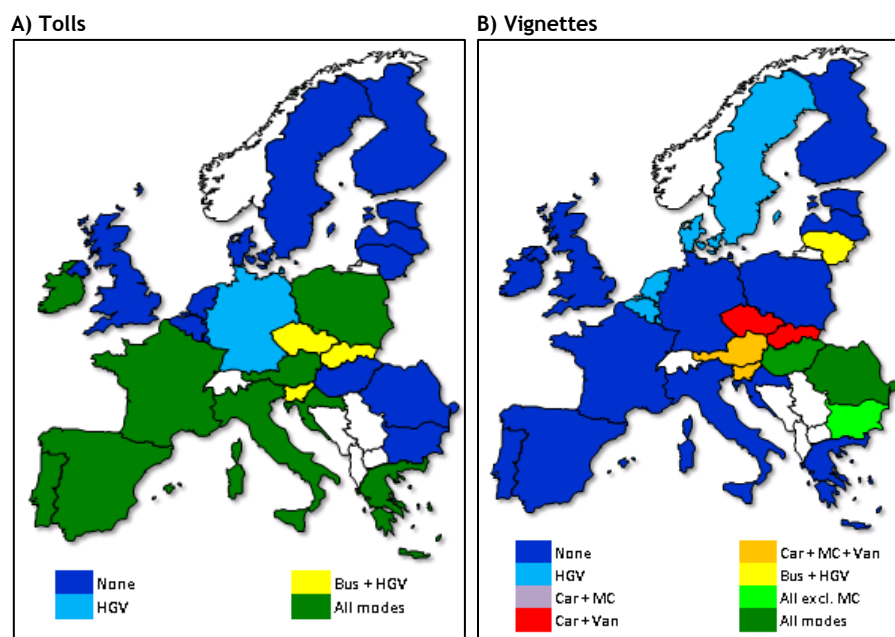 A) Tolls
None
HGV
Bus + HGV
All modes
B) Vignettes
None
HGV
Car + MC
Car + Van
Car + MC + Van
Bus + HGV
All excl. MC
All modes